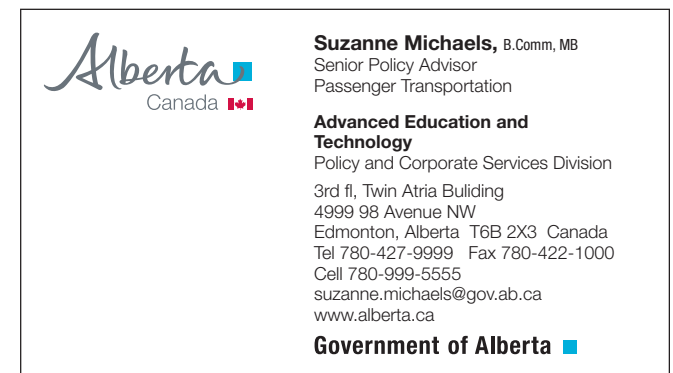 Alberta
Canada
Suzanne Michaels, B.Comm, MB
Senior Policy Advisor
Passenger Transportation
Advanced Education and
Technology
Policy and Corporate Services Division
3rd fl, Twin Atria Buliding
4999 98 Avenue NW
Edmonton, Alberta T6B 2X3 Canada
Tel 780-427-9999 Fax 780-422-1000
Cell 780-999-5555
suzanne.michaels@gov.ab.ca
www.alberta.ca
Government of Alberta